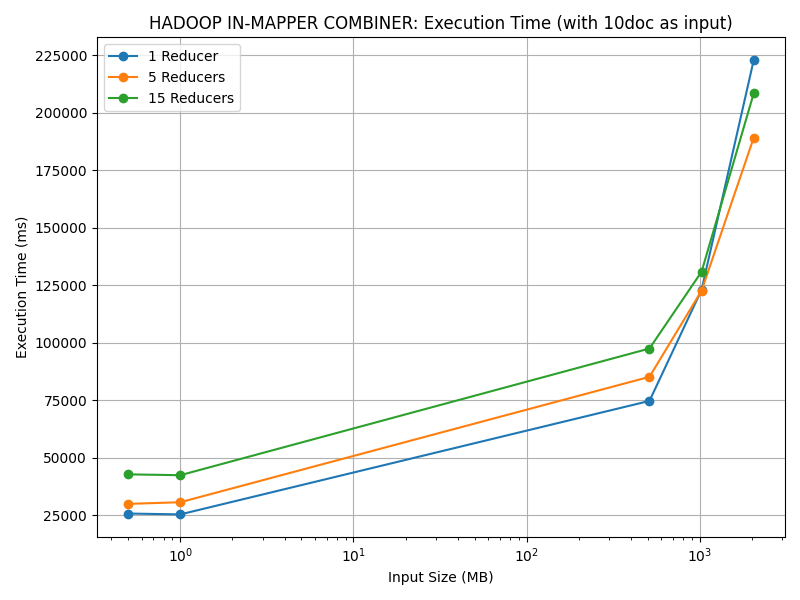 HADOOP IN-MAPPER COMBINER: Execution Time (with 10doc as input)
1 Reducer
5 Reducers
15 Reducers
Execution Time (ms)
225000
200000
175000
150000
125000
100000
75000
50000
25000
10⁰
10¹
10²
10³
Input Size (MB)